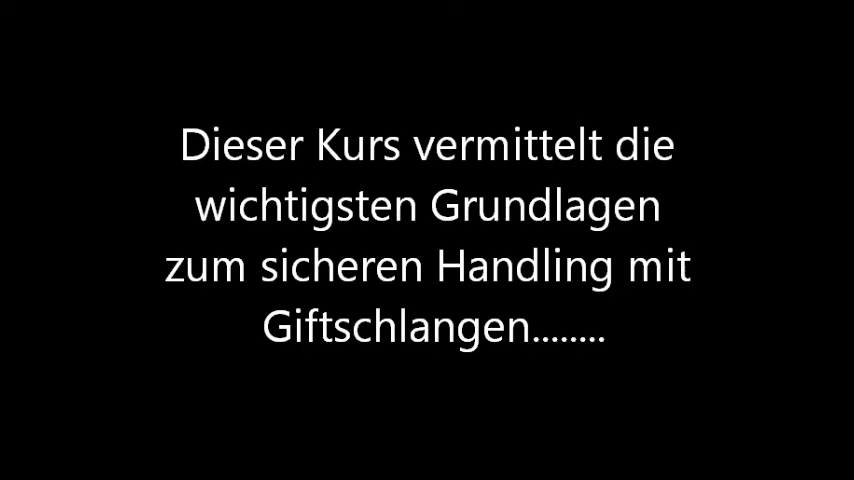 Dieser Kurs vermittelt die
wichtigsten Grundlagen
zum sicheren Handling mit
Giftschlangen........